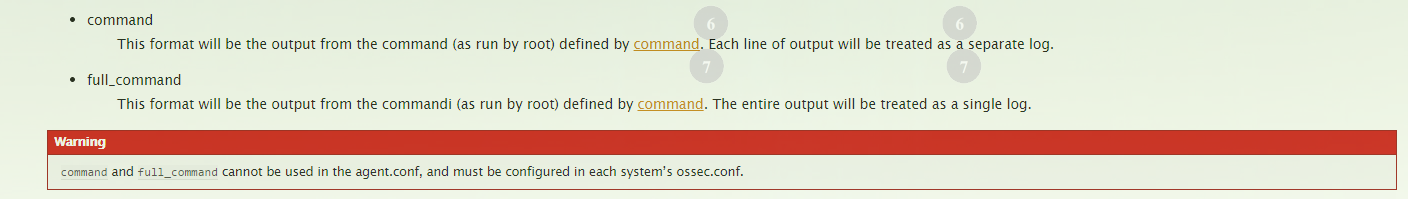 command
6
6
This format will be the output from the command (as run by root) defined by command. Each line of output will be treated as a separate log.
7
7
full_command
This format will be the output from the commandi (as run by root) defined by command. The entire output will be treated as a single log.
Warning
command and full_command cannot be used in the agent.conf, and must be configured in each system's ossec.conf.